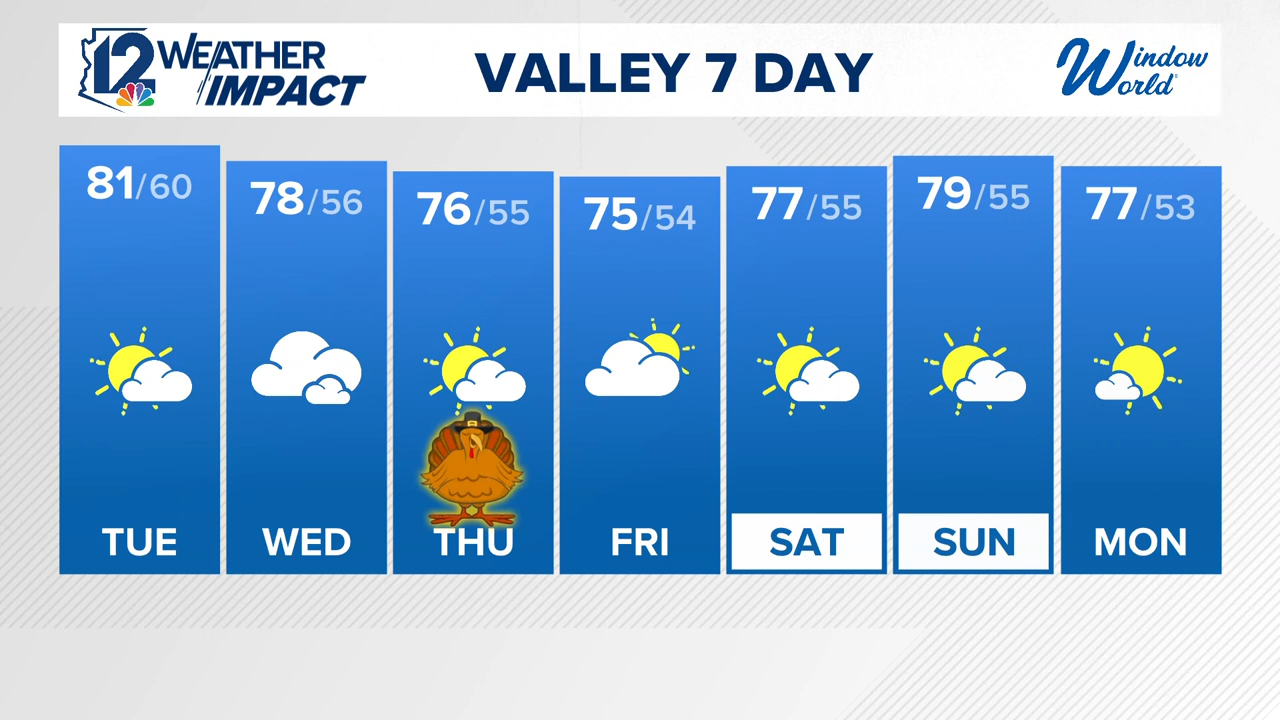 12 WEATHER IMPACT
VALLEY 7 DAY
Window World
81/60
78/56
76/55
75/54
77/55
79/55
77/53
TUE
WED
THU
FRI
SAT
SUN
MON